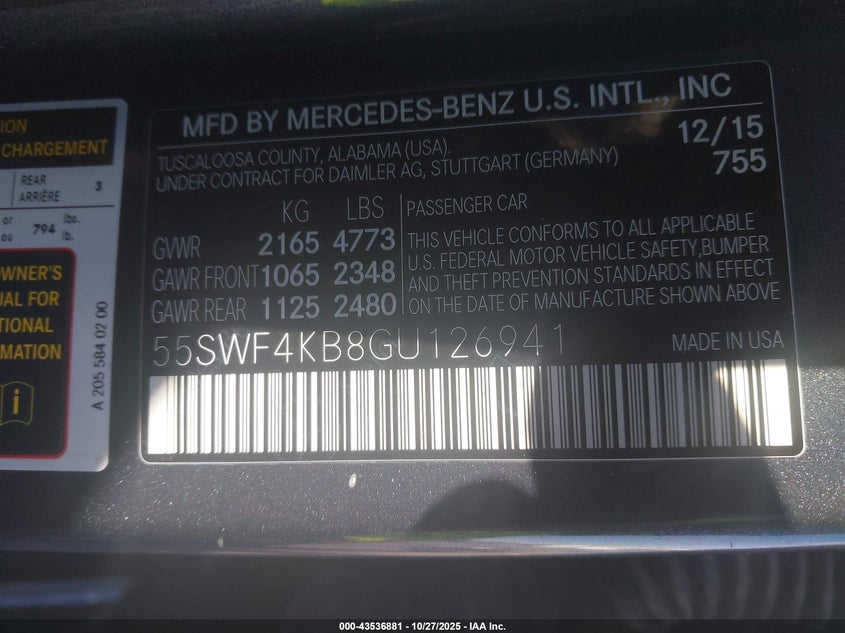 ION
CHARGEMENT
REAR
ARRIÈRE
3
or
794 lbs.
ou
lb.
OWNER'S
UAL FOR
TIONAL
RMATION
i
A 205 584 02 00
MFD BY MERCEDES-BENZ U.S. INTL., INC
TUSCALOOSA COUNTY, ALABAMA (USA).
12/15
UNDER CONTRACT FOR DAIMLER AG, STUTTGART (GERMANY)
755
KG LBS
PASSENGER CAR
GVWR 2165 4773
GAWR FRONT 1065 2348
GAWR REAR 1125 2480
THIS VEHICLE CONFORMS TO ALL APPLICABLE
U.S. FEDERAL MOTOR VEHICLE SAFETY,BUMPER
AND THEFT PREVENTION STANDARDS IN EFFECT
ON THE DATE OF MANUFACTURE SHOWN ABOVE
55SWF4KB8GU126941
MADE IN USA
000-43536881 - 10/27/2025 - IAA Inc.